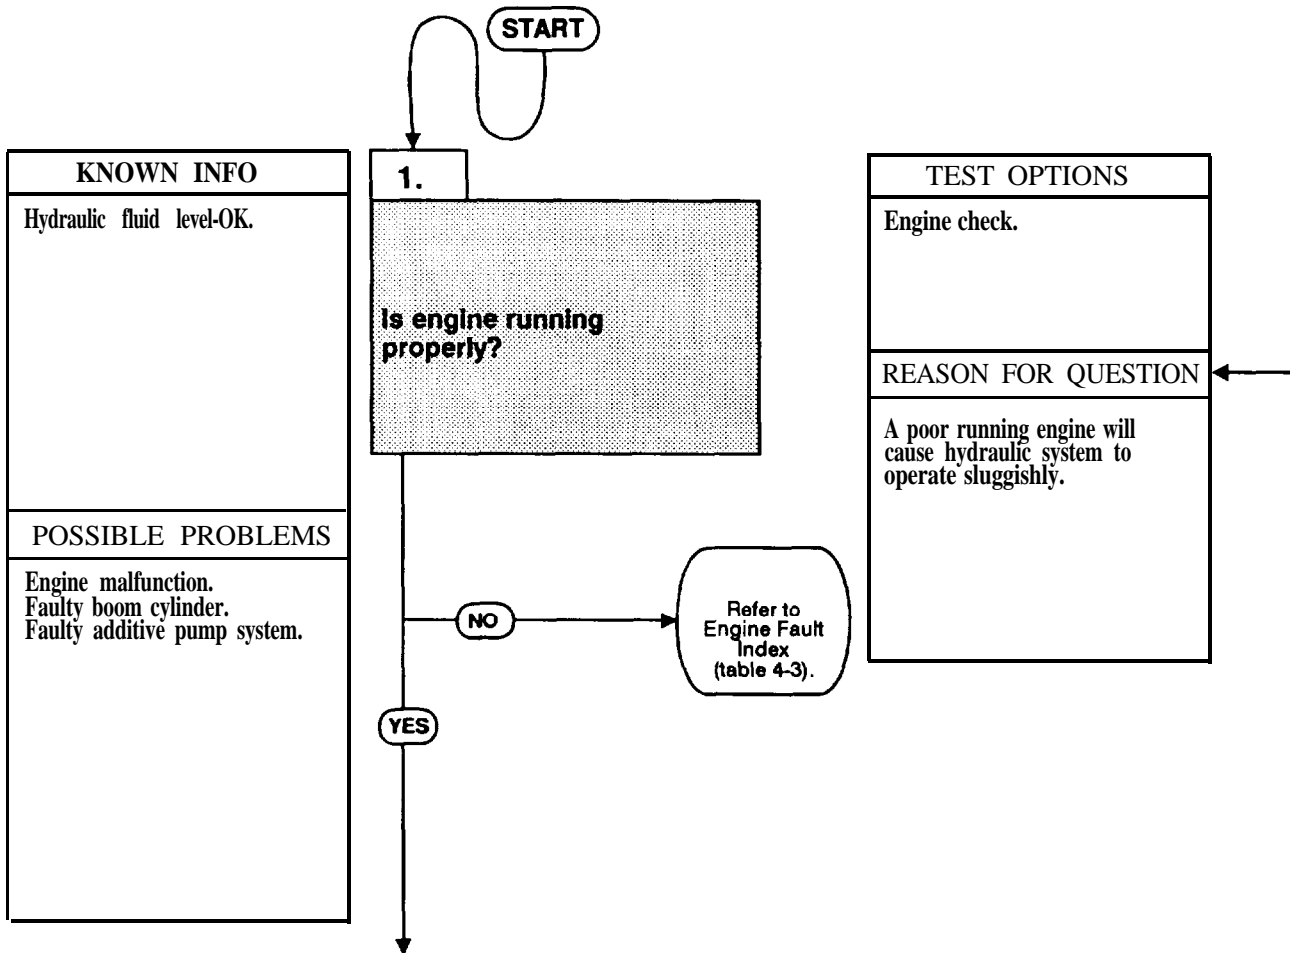 START
KNOWN INFO
Hydraulic fluid level-OK.
POSSIBLE PROBLEMS
Engine malfunction.
Faulty boom cylinder.
Faulty additive pump system.
1.
Is engine running
properly?
NO
Refer to
Engine Fault
Index
(table 4-3).
YES
TEST OPTIONS
Engine check.
REASON FOR QUESTION
A poor running engine will
cause hydraulic system to
operate sluggishly.